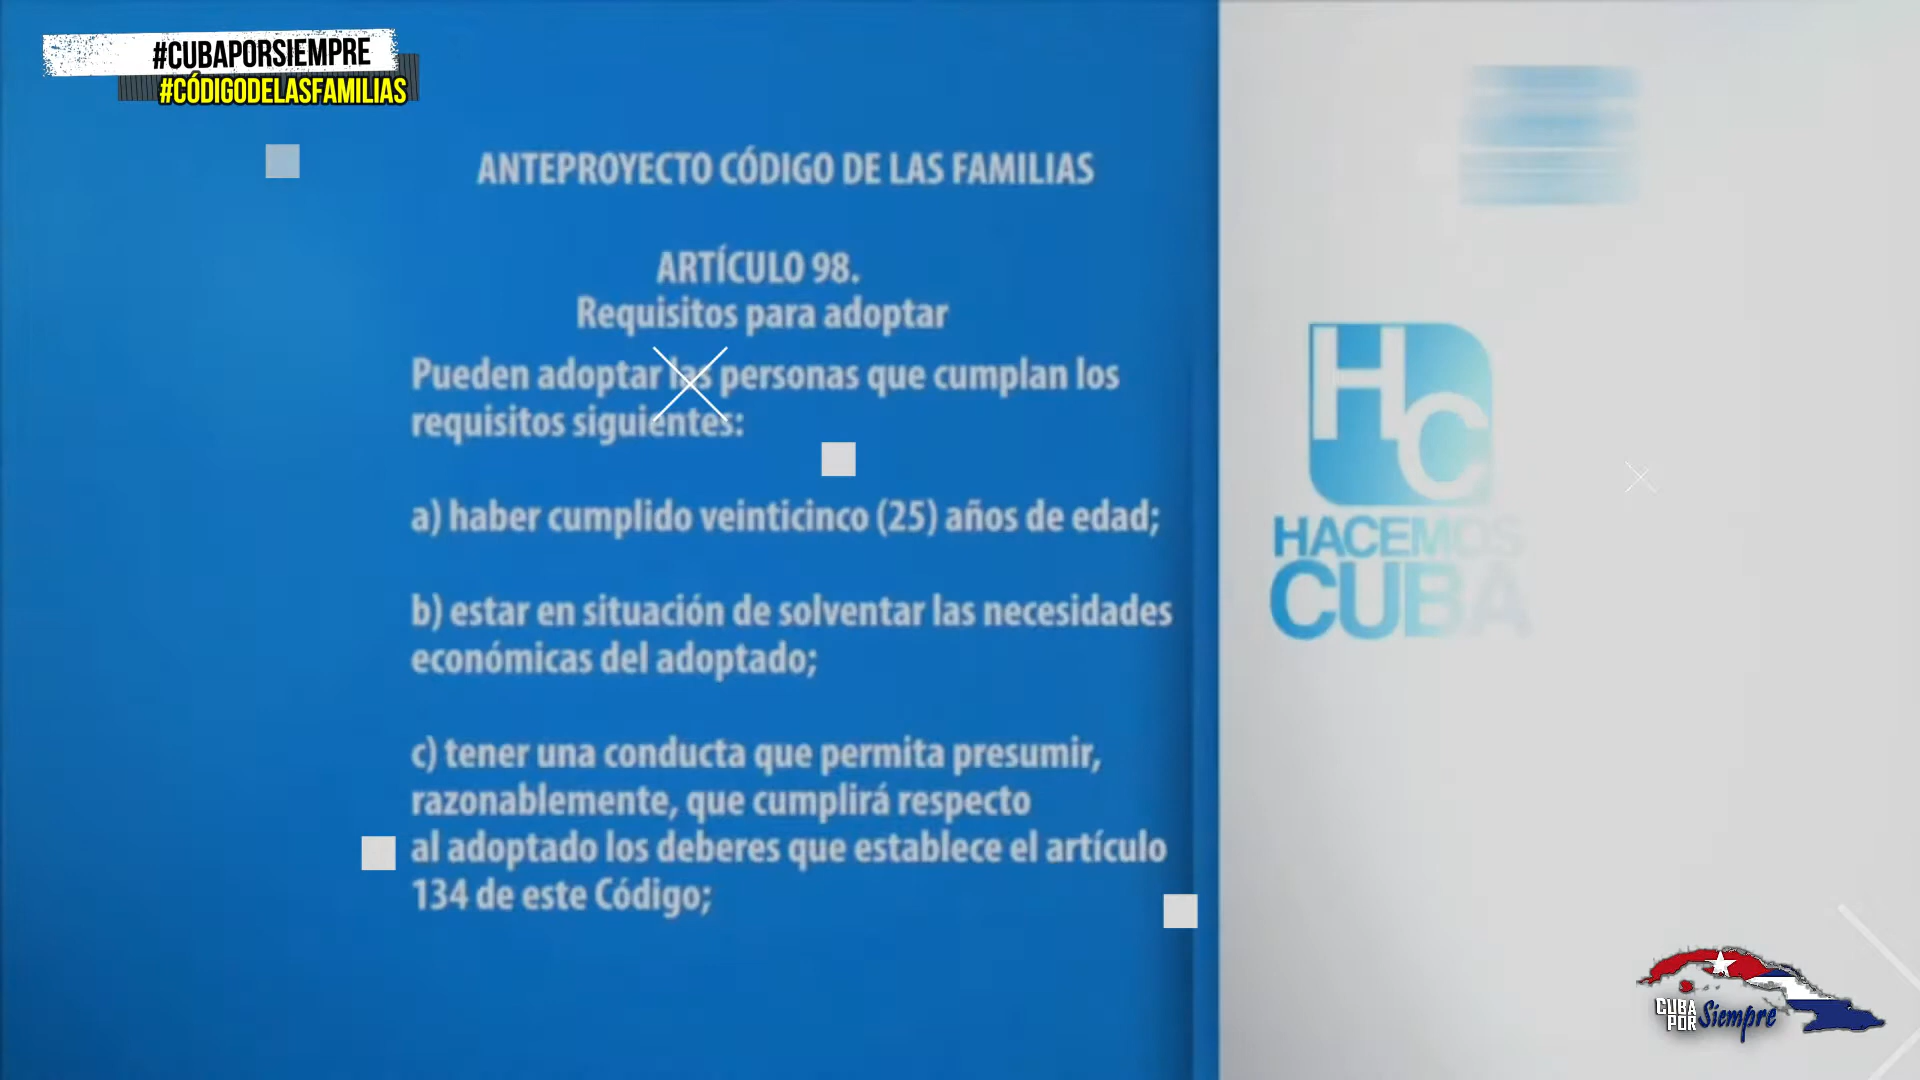 #CUBAPORSIEMPRE
#CÓDIGODELASFAMILIAS
ANTEPROYECTO CÓDIGO DE LAS FAMILIAS
ARTÍCULO 98.
Requisitos para adoptar
Pueden adoptar las personas que cumplan los
requisitos siguientes:
a) haber cumplido veinticinco (25) años de edad;
b) estar en situación de solventar las necesidades
económicas del adoptado;
c) tener una conducta que permita presumir,
razonablemente, que cumplirá respecto
al adoptado los deberes que establece el artículo
134 de este Código;
HC
HACEMOS
CUBA
CUBA
POR Siempre